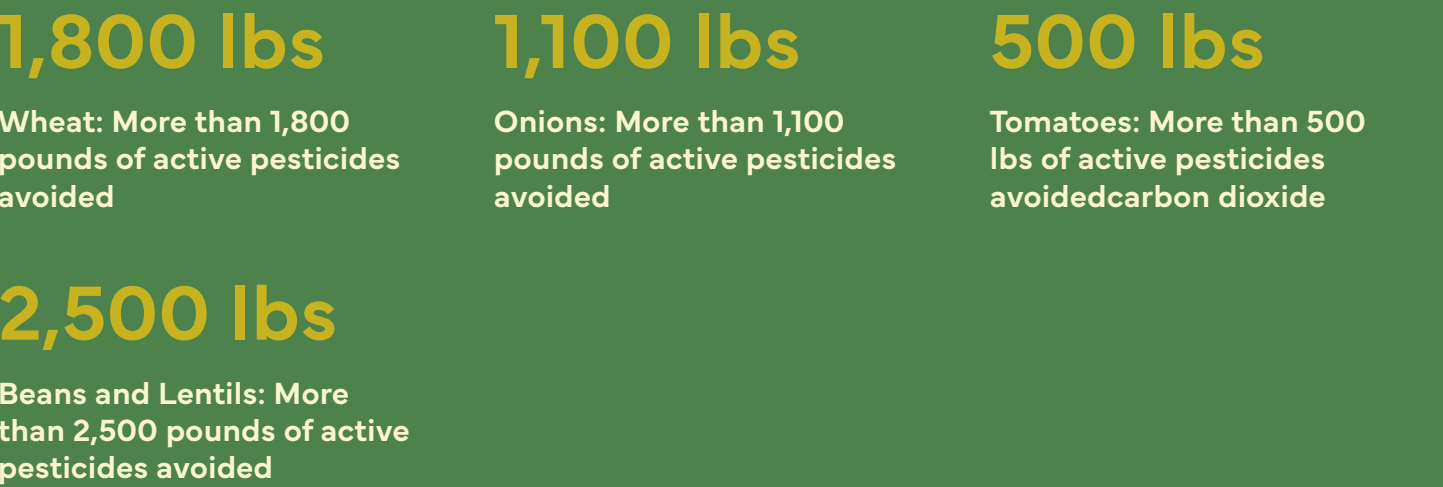 1,800 lbs
Wheat: More than 1,800
pounds of active pesticides
avoided
1,100 lbs
Onions: More than 1,100
pounds of active pesticides
avoided
500 lbs
Tomatoes: More than 500
lbs of active pesticides
avoidedcarbon dioxide
2,500 lbs
Beans and Lentils: More
than 2,500 pounds of active
pesticides avoided